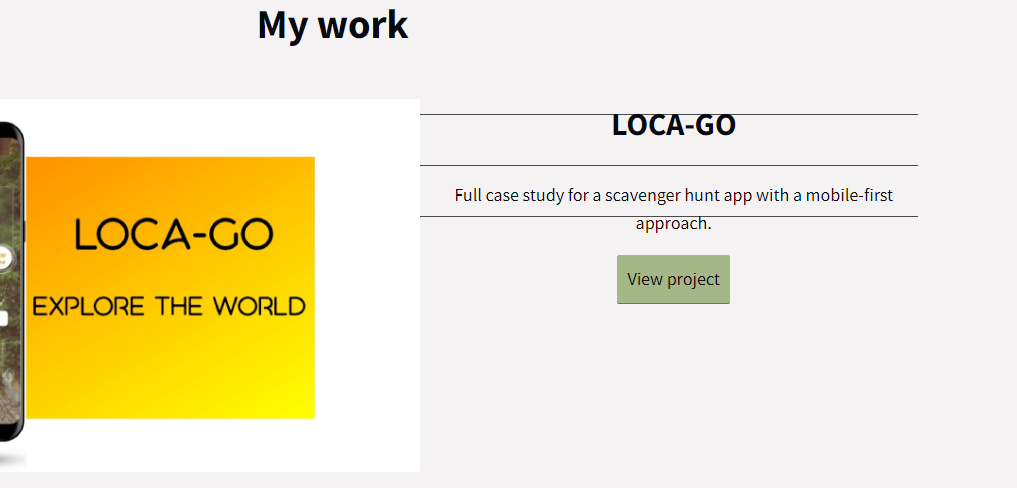 My work
LOCA-GO
EXPLORE THE WORLD
LOCA-GO
Full case study for a scavenger hunt app with a mobile-first
approach.
View project